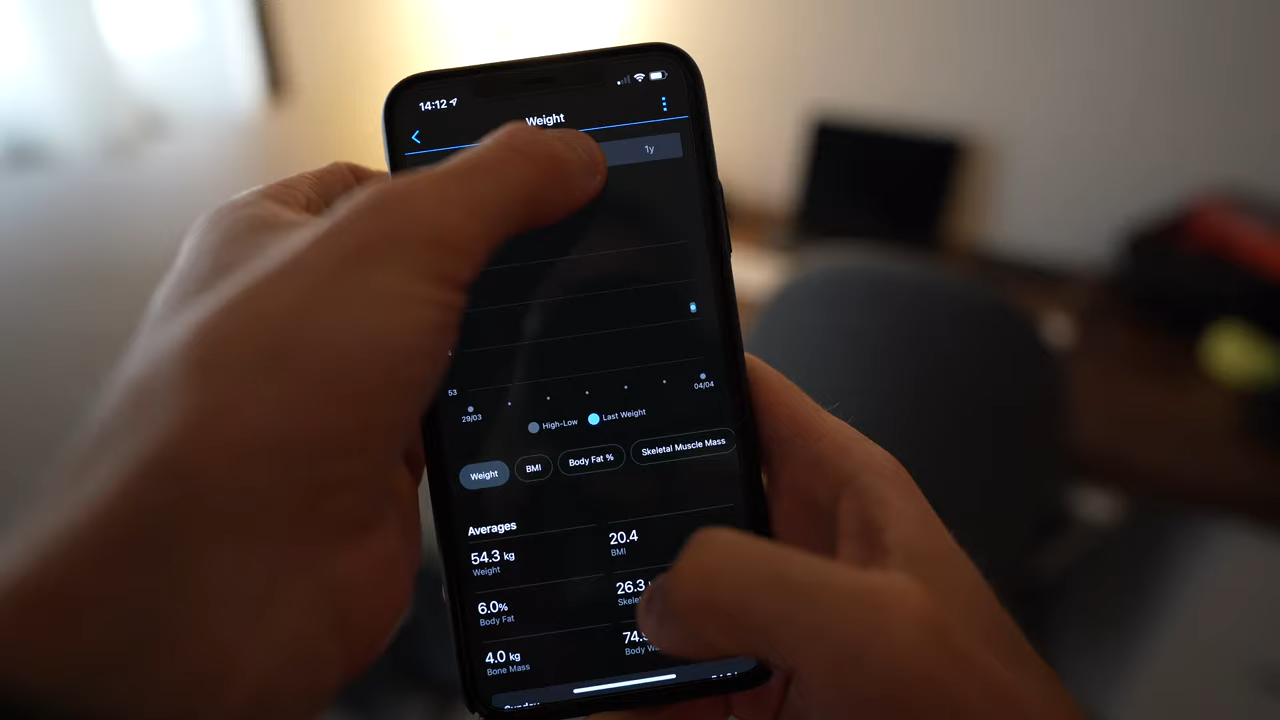 14:12
Weight
1y
53
29/03
04/04
High-Low Last Weight
Weight BMI Body Fat % Skeletal Muscle Mass
Averages
54.3 kg 20.4
Weight BMI
6.0% 26.3
Body Fat
4.0 kg
Bone Mass Body